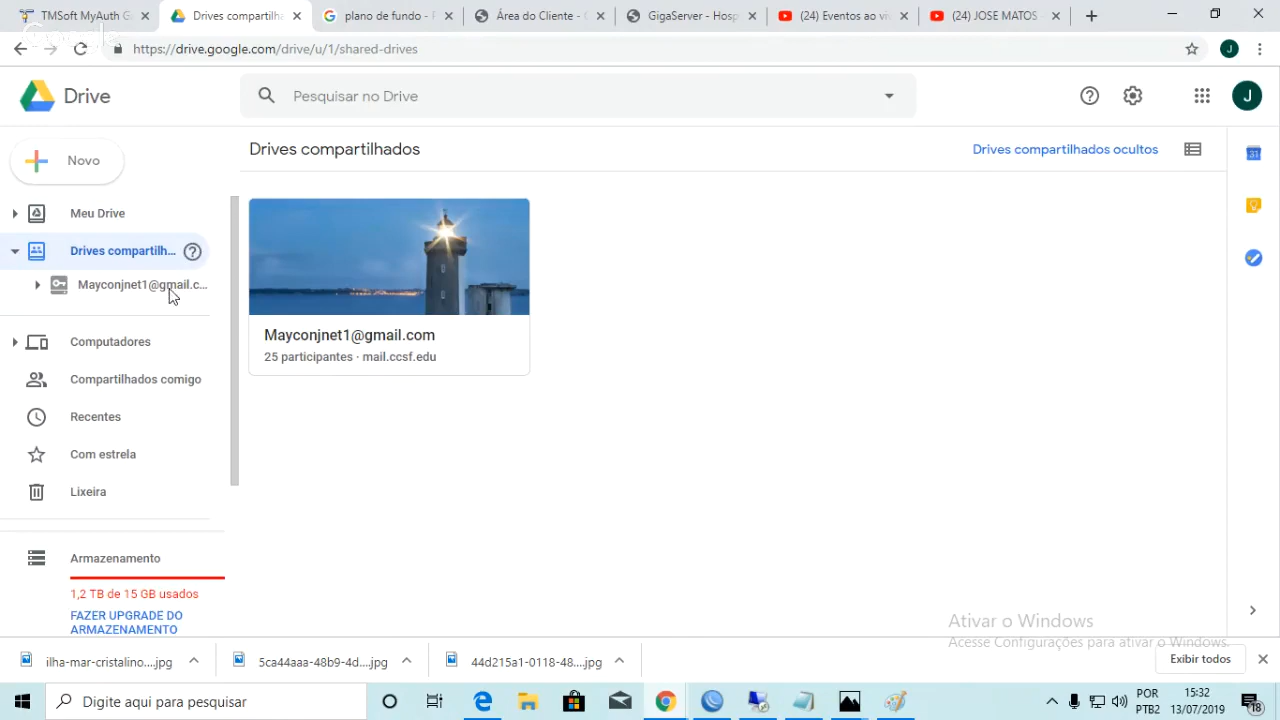 TMSoft MyAuth G
Drives compartilha
plano de fundo - P
Área do Cliente - G
GigaServer - Hos
(24) Eventos ao viv
(24) JOSE MATOS -
https://drive.google.com/drive/u/1/shared-drives
J
Drive
Pesquisar no Drive
J
Novo
Drives compartilhados
Drives compartilhados ocultos
31
Meu Drive
Drives compartilh...
Mayconjnet1@gmail.c...
Mayconjnet1@gmail.com
25 participantes · mail.ccsf.edu
Computadores
Compartilhados comigo
Recentes
Com estrela
Lixeira
Armazenamento
1,2 TB de 15 GB usados
FAZER UPGRADE DO
ARMAZENAMENTO
Ativar o Windows
Acesse Configurações para ativar o Windows.
ilha-mar-cristalino....jpg
5ca44aaa-48b9-4d....jpg
44d215a1-0118-48....jpg
Exibir todos
Digite aqui para pesquisar
POR
PTB2
15:32
13/07/2019
18